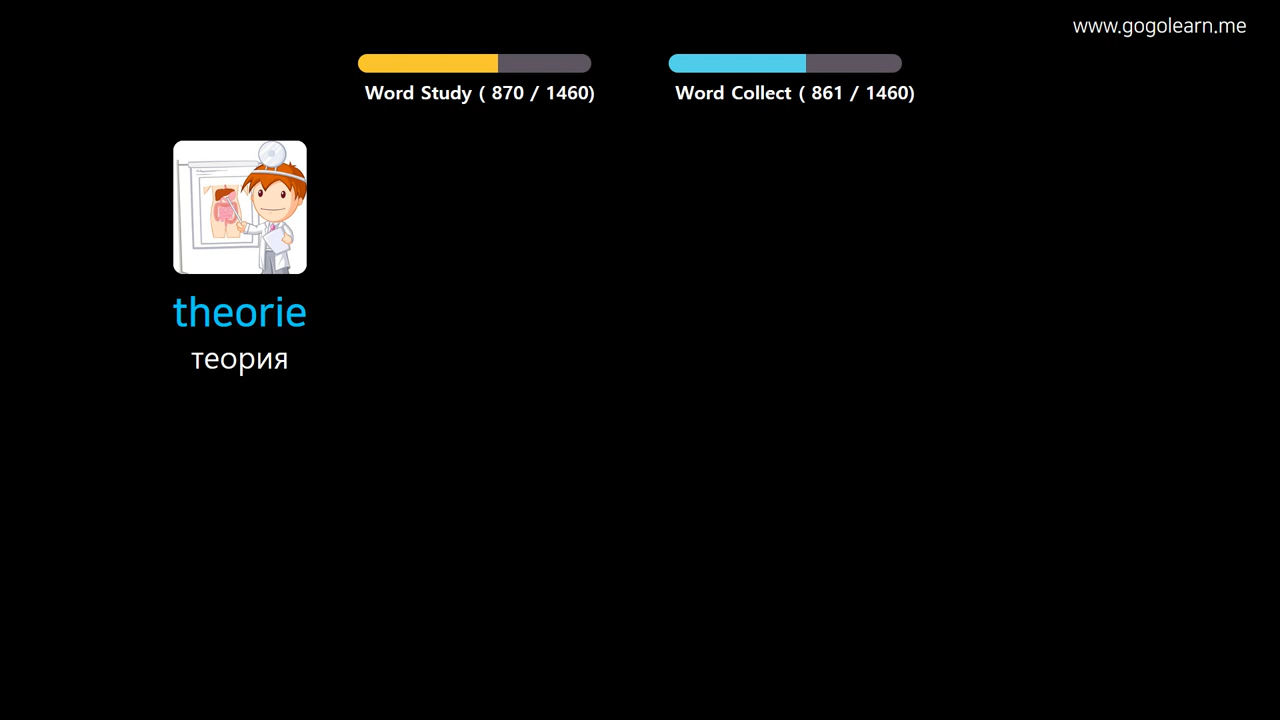 www.gogolearn.me
Word Study ( 870 / 1460)
Word Collect ( 861 / 1460)
theorie
теория